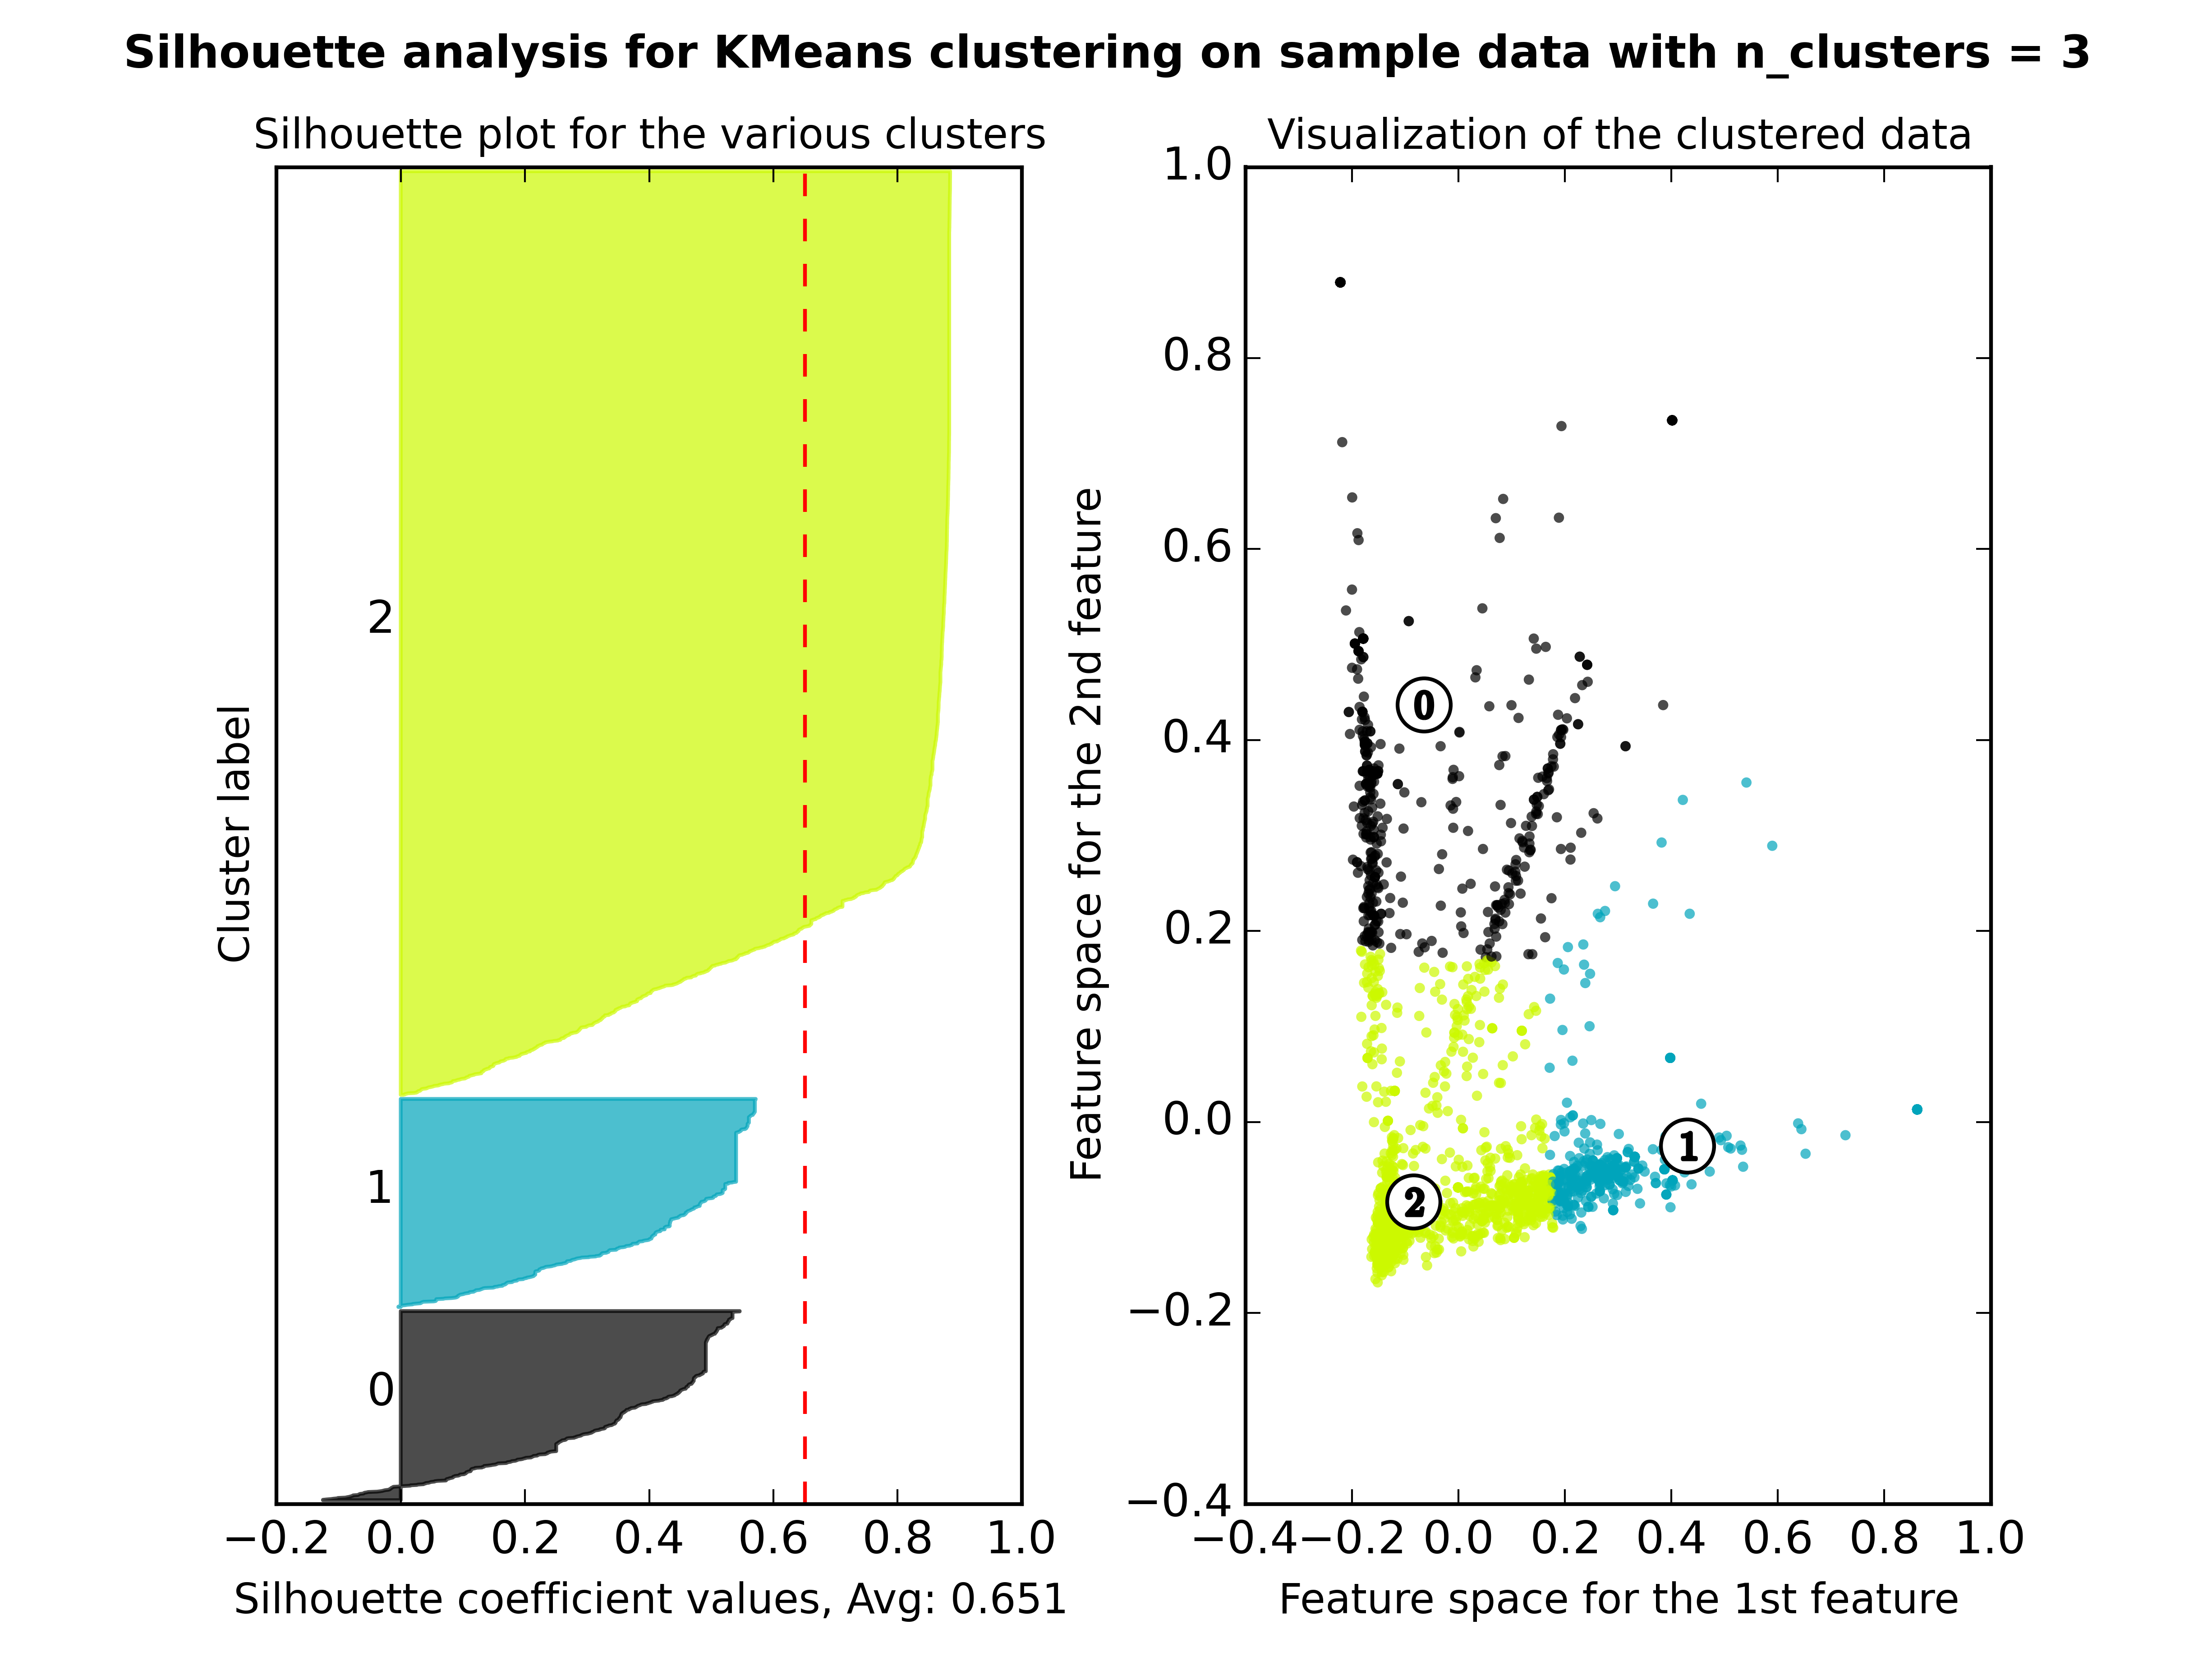 Silhouette analysis for KMeans clustering on sample data with n_clusters = 3
Silhouette plot for the various clusters
Cluster label
2
1
0
−0.2 0.0 0.2 0.4 0.6 0.8 1.0
Silhouette coefficient values, Avg: 0.651
Visualization of the clustered data
Feature space for the 2nd feature
1.0
0.8
0.6
0.4
0.2
0.0
−0.2
−0.4
0
1
2
−0.4 −0.2 0.0 0.2 0.4 0.6 0.8 1.0
Feature space for the 1st feature